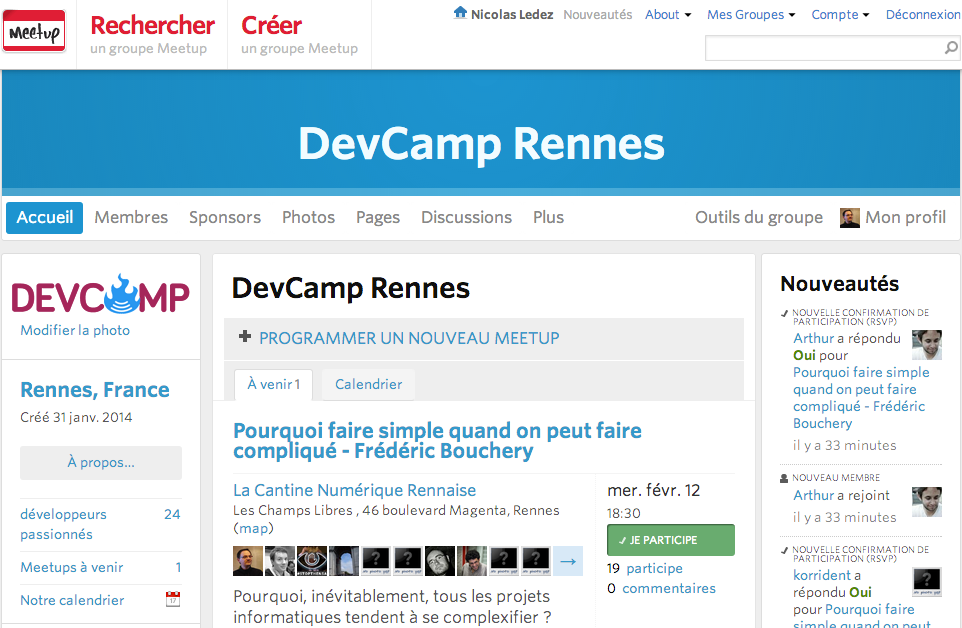 Meetup
Rechercher
un groupe Meetup
Créer
un groupe Meetup
Nicolas Ledez Nouveautés About Mes Groupes Compte Déconnexion
DevCamp Rennes
Accueil Membres Sponsors Photos Pages Discussions Plus Outils du groupe Mon profil
DEVCAMP
Modifier la photo
Rennes, France
Créé 31 janv. 2014
À propos...
développeurs 24
passionnés
Meetups à venir 1
Notre calendrier 17
DevCamp Rennes
+ PROGRAMMER UN NOUVEAU MEETUP
À venir 1 Calendrier
Pourquoi faire simple quand on peut faire
compliqué - Frédéric Bouchery
La Cantine Numérique Rennaise
Les Champs Libres , 46 boulevard Magenta, Rennes
(map)
Pourquoi, inévitablement, tous les projets
informatiques tendent à se complexifier ?
mer. févr. 12
18:30
✓ JE PARTICIPE
19 participe
0 commentaires
Nouveautés
NOUVELLE CONFIRMATION DE
PARTICIPATION (RSVP)
Arthur a répondu
Oui pour
Pourquoi faire simple
quand on peut faire
compliqué - Frédéric
Bouchery
il y a 33 minutes
NOUVEAU MEMBRE
Arthur a rejoint
il y a 33 minutes
NOUVELLE CONFIRMATION DE
PARTICIPATION (RSVP)
korrident a
répondu Oui
pour Pourquoi faire
simple quand on peut